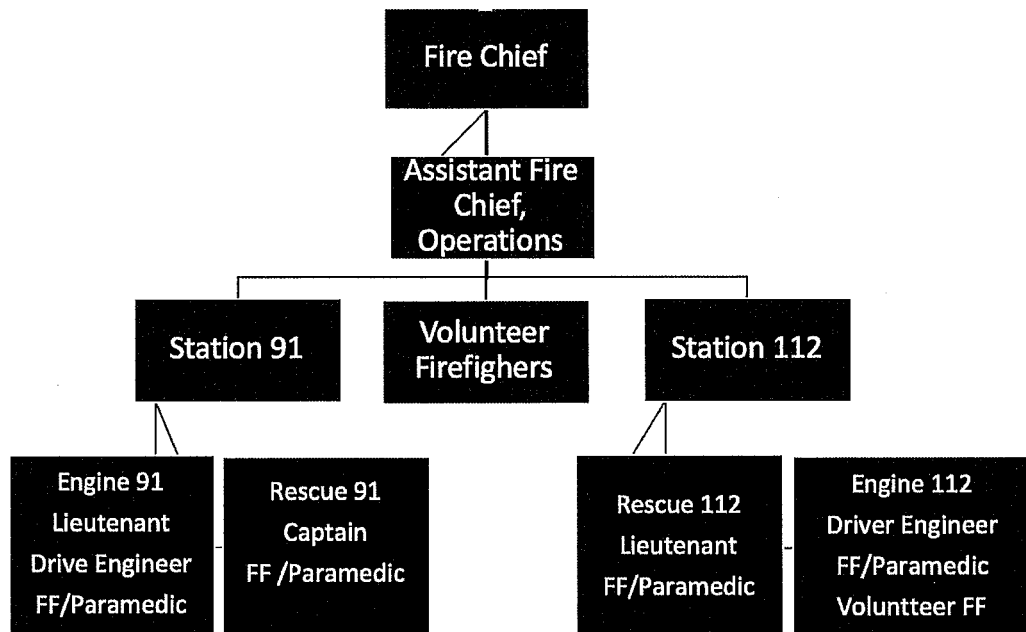 Fire Chief
Assistant Fire
Chief,
Operations
Station 91
Volunteer
Firefighers
Station 112
Engine 91
Lieutenant
Drive Engineer
FF/Paramedic
Rescue 91
Captain
FF /Paramedic
Rescue 112
Lieutenant
FF/Paramedic
Engine 112
Driver Engineer
FF/Paramedic
Voluntteer FF